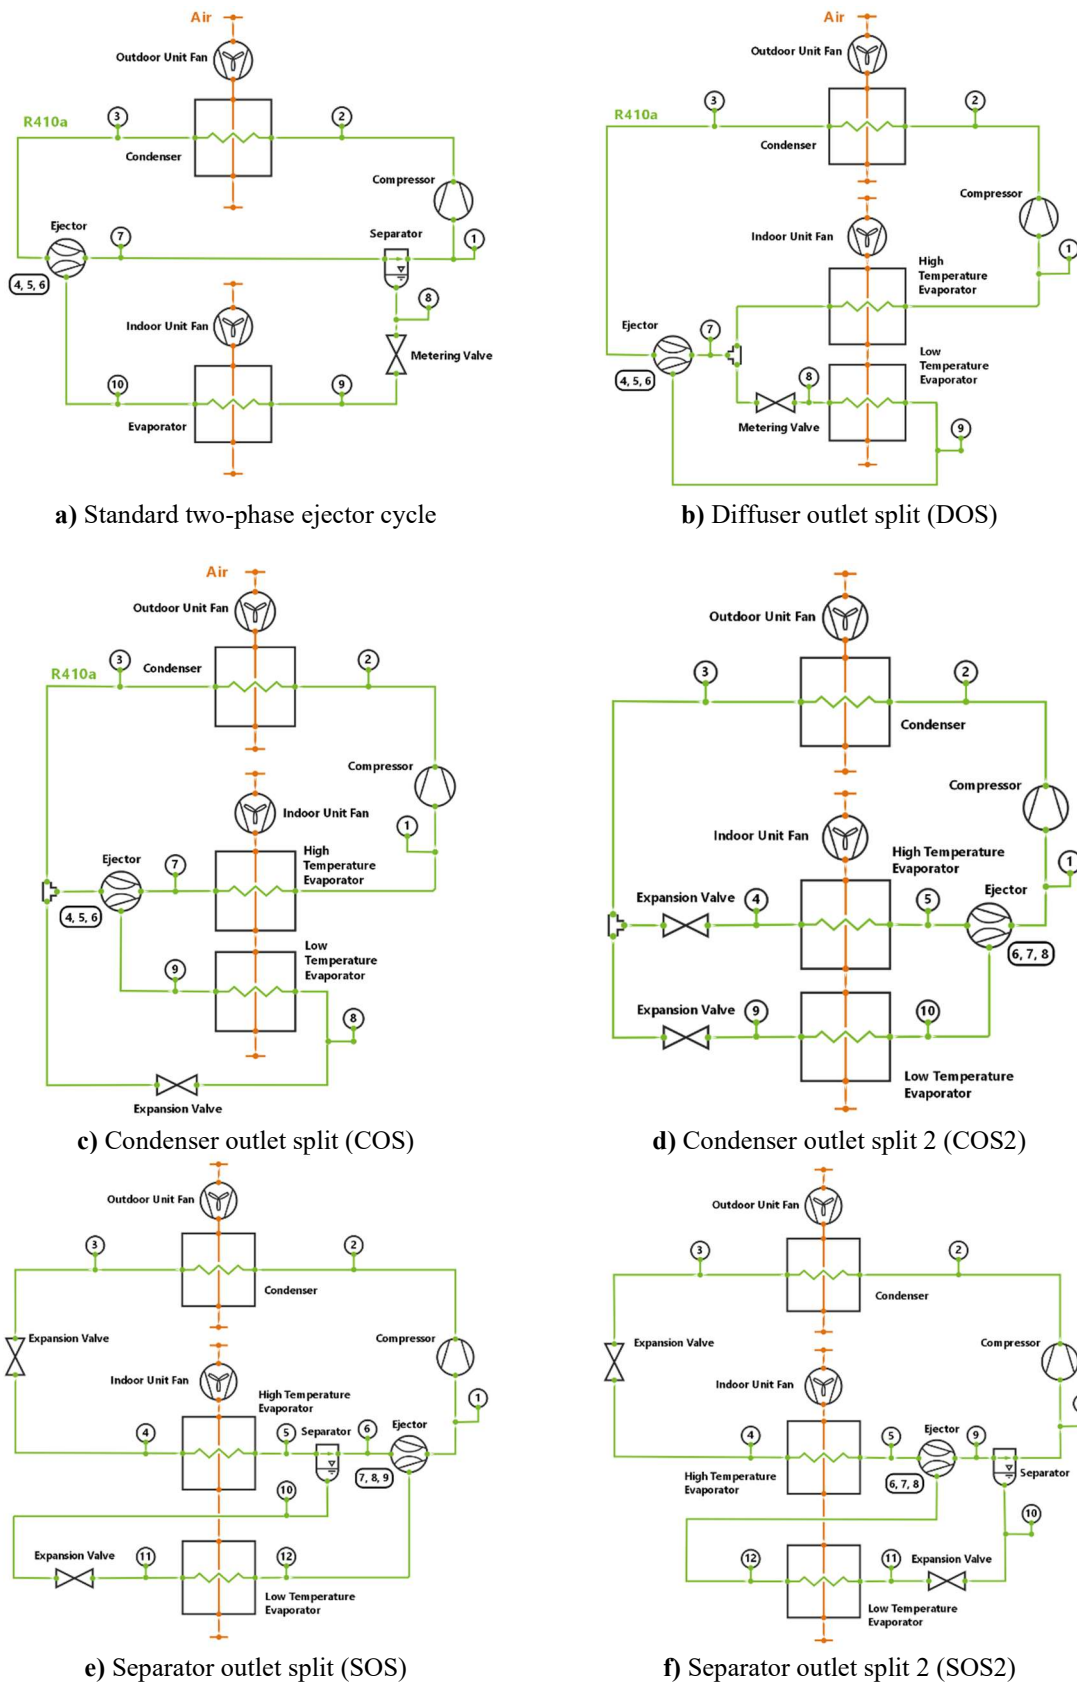 Air
Outdoor Unit Fan
3
2
R410a
Condenser
Compressor
Ejector
7
Separator
1
4, 5, 6
8
Indoor Unit Fan
Metering Valve
10
9
Evaporator
a) Standard two-phase ejector cycle
Air
Outdoor Unit Fan
3
2
R410a
Condenser
Compressor
Indoor Unit Fan
1
High
Temperature
Evaporator
Ejector
7
Low
Temperature
Evaporator
4, 5, 6
8
Metering Valve
9
b) Diffuser outlet split (DOS)
Air
Outdoor Unit Fan
3
Condenser
2
R410a
Compressor
Indoor Unit Fan
1
High
Temperature
Evaporator
Ejector
7
4, 5, 6
Low
Temperature
Evaporator
9
8
Expansion Valve
c) Condenser outlet split (COS)
Outdoor Unit Fan
3
2
Condenser
Compressor
Indoor Unit Fan
High Temperature
Evaporator
1
Ejector
Expansion Valve
4
5
6, 7, 8
Expansion Valve
9
10
Low Temperature
Evaporator
d) Condenser outlet split 2 (COS2)
Outdoor Unit Fan
3
2
Condenser
Expansion Valve
Compressor
Indoor Unit Fan
High Temperature
Evaporator
1
4
5
Separator
6
Ejector
7, 8, 9
10
Expansion Valve
11
12
Low Temperature
Evaporator
e) Separator outlet split (SOS)
Outdoor Unit Fan
3
2
Condenser
Expansion Valve
Compressor
Indoor Unit Fan
4
5
Ejector
9
High Temperature
Evaporator
6, 7, 8
Separator
10
12
11
Expansion Valve
Low Temperature
Evaporator
f) Separator outlet split 2 (SOS2)